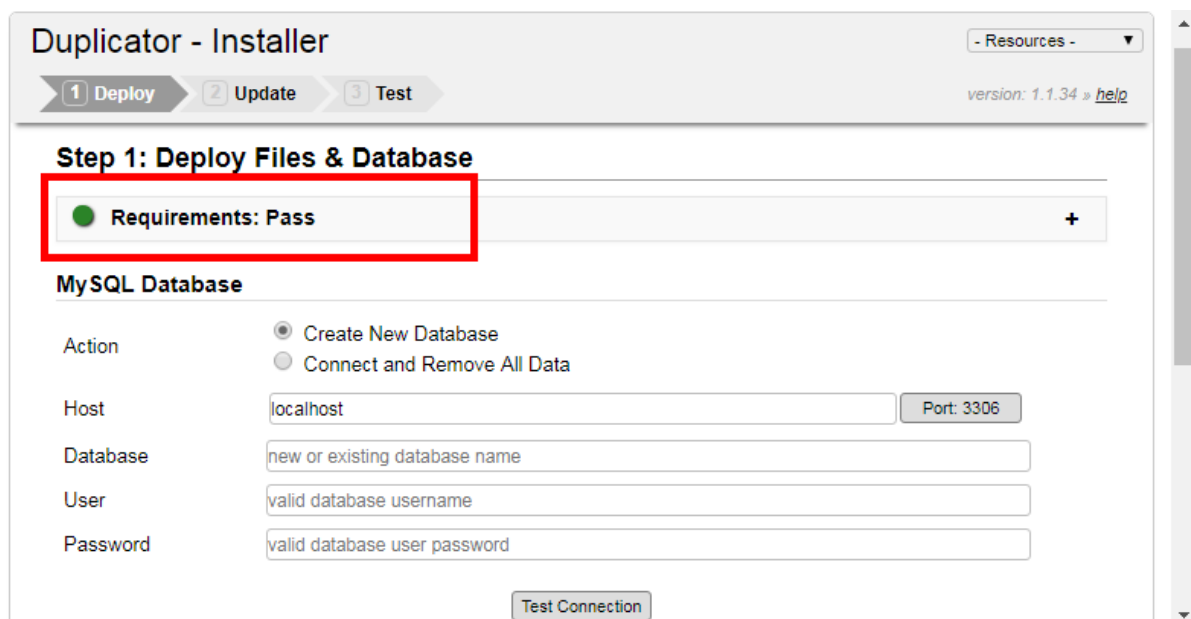 Duplicator - Installer
- Resources -
1 Deploy 2 Update 3 Test
version: 1.1.34 » help
Step 1: Deploy Files & Database
Requirements: Pass +
MySQL Database
Action
Create New Database
Connect and Remove All Data
Host localhost Port: 3306
Database new or existing database name
User valid database username
Password valid database user password
Test Connection